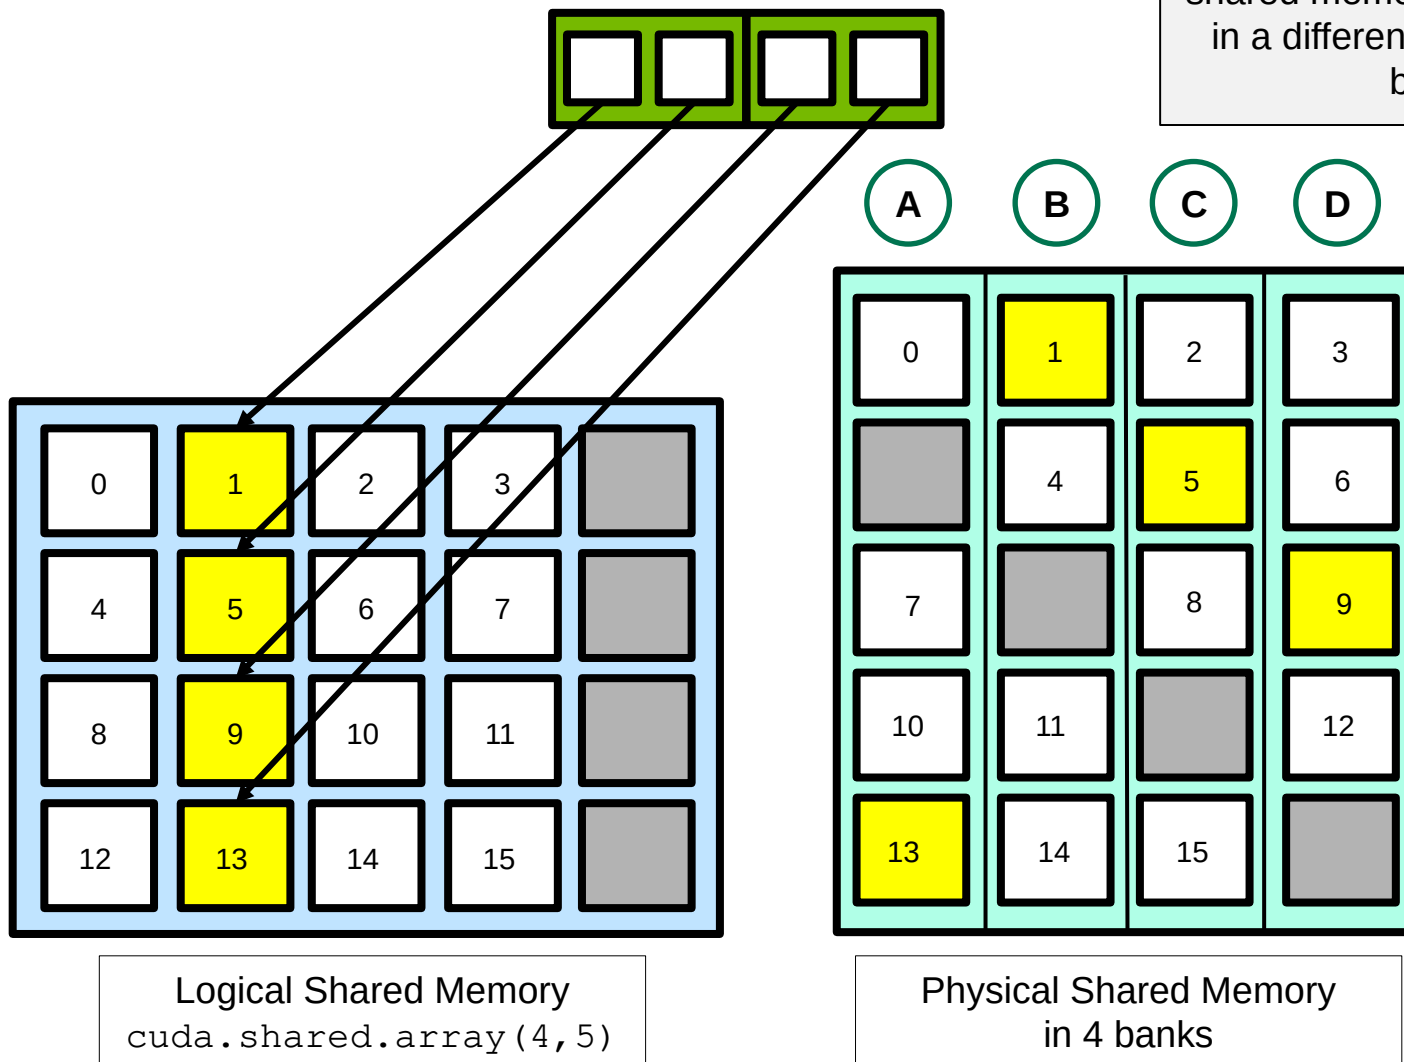 in a different
A B C D
0 1 2 3
4 5 6 7
8 9 10 11
12 13 14 15
0 1 2 3
4 5 6
7 8 9
10 11 12
13 14 15
Logical Shared Memory
cuda.shared.array(4,5)
Physical Shared Memory
in 4 banks